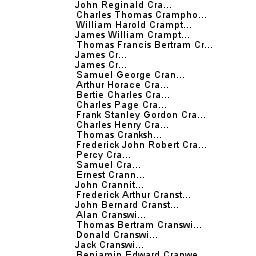 John Reginald Cra...
Charles Thomas Crampho...
William Harold Crampt...
James William Crampt...
Thomas Francis Bertram Cr...
James Cr...
James Cr...
Samuel George Cran...
Arthur Horace Cra...
Bertie Charles Cra...
Charles Page Cra...
Frank Stanley Gordon Cra...
Charles Henry Cra...
Thomas Cranksh...
Frederick John Robert Cra...
Percy Cra...
Samuel Cra...
Ernest Crann...
John Crannit...
Frederick Arthur Cranst...
John Bernard Cranst...
Alan Cranswi...
Thomas Bertram Cranswi...
Donald Cranswi...
Jack Cranswi...
Benjamin Edward Cranwe...